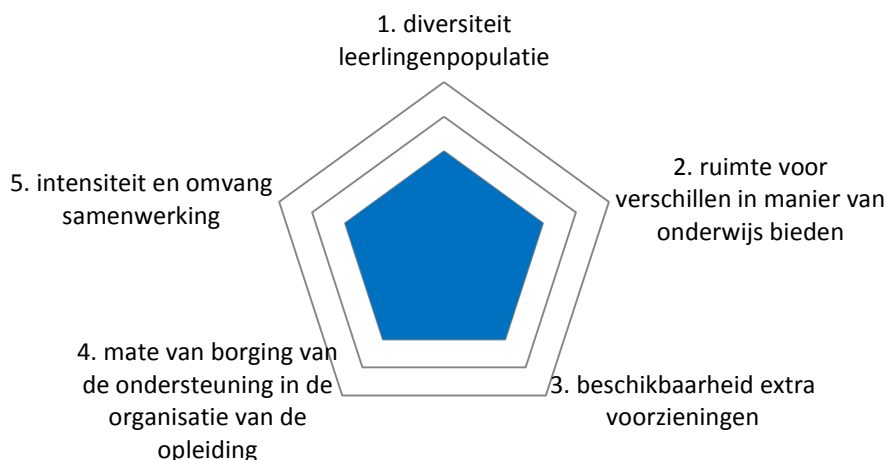 1. diversiteit
leerlingenpopulatie
2. ruimte voor
verschillen in manier van
onderwijs bieden
3. beschikbaarheid extra
voorzieningen
4. mate van borging van
de ondersteuning in de
organisatie van de
opleiding
5. intensiteit en omvang
samenwerking